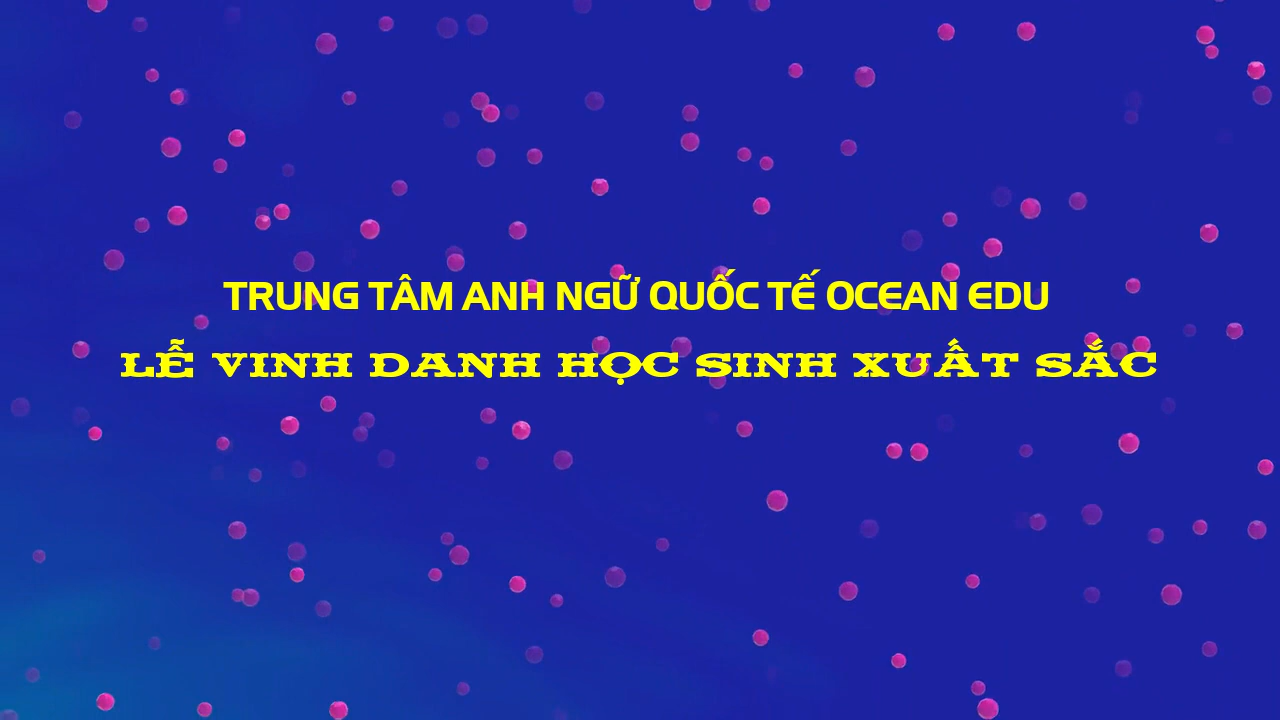 TRUNG TÂM ANH NGỮ QUỐC TẾ OCEAN EDU
LỄ VINH DANH HỌC SINH XUẤT SẮC